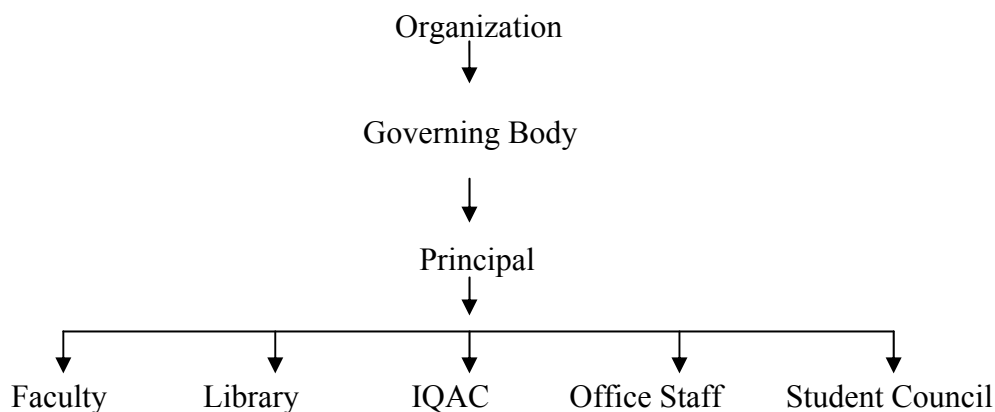 Organization
Governing Body
Principal
Faculty Library IQAC Office Staff Student Council